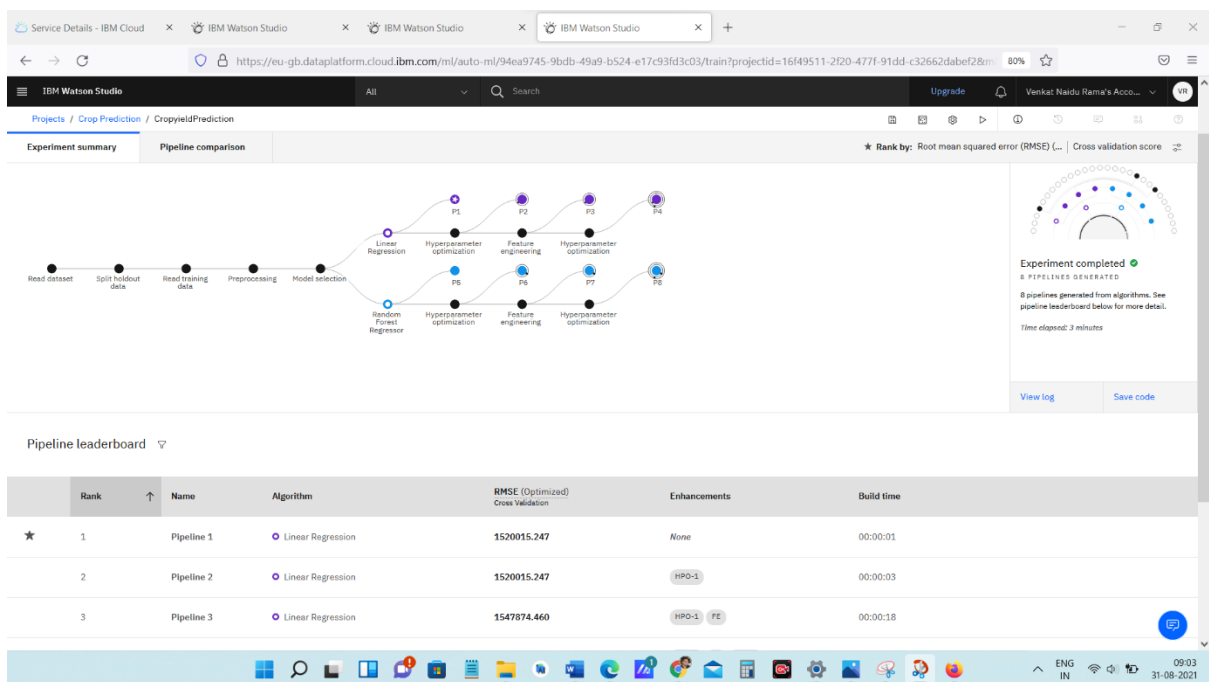 Service Details - IBM Cloud
IBM Watson Studio
IBM Watson Studio
IBM Watson Studio
https://eu-gb.dataplatform.cloud.ibm.com/ml/auto-ml/94ea9745-9bdb-49a9-b524-e17c93fd3c03/train?projectid=16f49511-2f20-477f-91dd-c32662dabef2&m
80%
IBM Watson Studio
All
Search
Upgrade
Venkat Naidu Rama's Acco...
VR
Projects / Crop Prediction / CropyieldPrediction
Experiment summary
Pipeline comparison
Rank by: Root mean squared error (RMSE) (... | Cross validation score
P1
P2
P3
P4
Linear
Regression
Hyperparameter
optimization
Feature
engineering
Hyperparameter
optimization
Read dataset
Split holdout
data
Read training
data
Preprocessing
Model selection
P5
P6
P7
P8
Random
Forest
Regressor
Hyperparameter
optimization
Feature
engineering
Hyperparameter
optimization
Experiment completed
8 PIPELINES GENERATED
8 pipelines generated from algorithms. See
pipeline leaderboard below for more detail.
Time elapsed: 3 minutes
View log
Save code
Pipeline leaderboard
Rank
Name
Algorithm
RMSE (Optimized)
Cross Validation
Enhancements
Build time
1 Pipeline 1 Linear Regression 1520015.247 None 00:00:01
2 Pipeline 2 Linear Regression 1520015.247 HPO-1 00:00:03
3 Pipeline 3 Linear Regression 1547874.460 HPO-1 FE 00:00:18
ENG
IN
09:03
31-08-2021